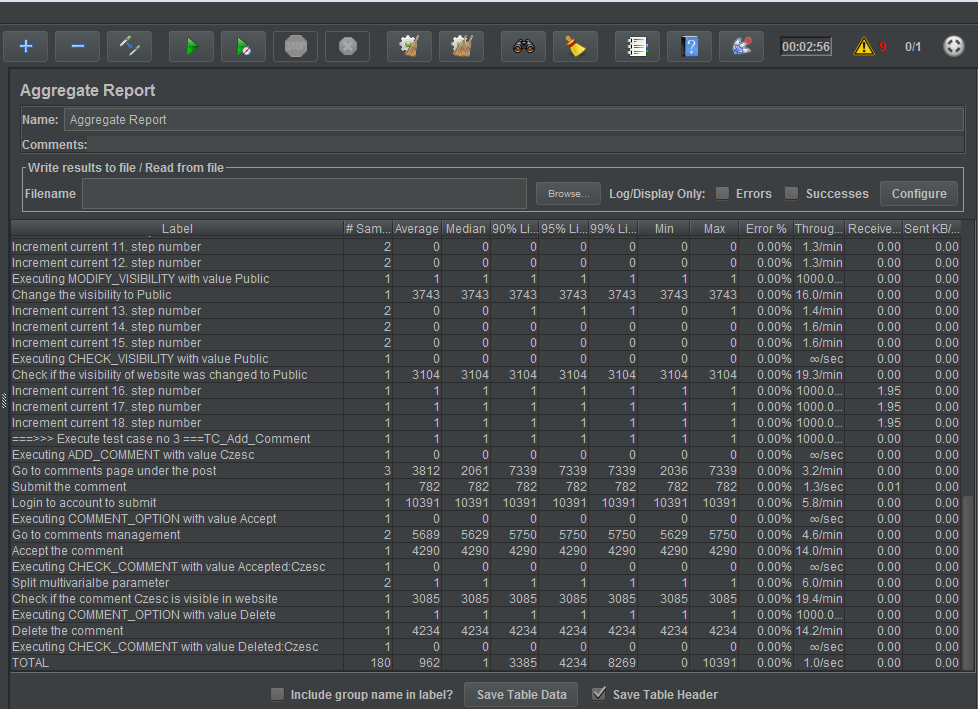 STOP
00:02:56
9
0/1
Aggregate Report
Name: Aggregate Report
Comments:
Write results to file / Read from file
Filename Browse... Log/Display Only: Errors Successes Configure
Label # Sam... Average Median 90% Li... 95% Li... 99% Li... Min Max Error % Throug... Receive... Sent KB/...
Increment current 11. step number 2 0 0 0 0 0 0 0 0.00% 1.3/min 0.00 0.00
Increment current 12. step number 2 0 0 0 0 0 0 0 0.00% 1.3/min 0.00 0.00
Executing MODIFY_VISIBILITY with value Public 1 1 1 1 1 1 1 1 0.00% 1000.0... 0.00 0.00
Change the visibility to Public 1 3743 3743 3743 3743 3743 3743 3743 0.00% 16.0/min 0.00 0.00
Increment current 13. step number 2 0 0 1 1 1 0 1 0.00% 1.4/min 0.00 0.00
Increment current 14. step number 2 0 0 0 0 0 0 0 0.00% 1.6/min 0.00 0.00
Increment current 15. step number 2 0 0 0 0 0 0 0 0.00% 1.6/min 0.00 0.00
Executing CHECK_VISIBILITY with value Public 1 0 0 0 0 0 0 0 0.00% ∞/sec 0.00 0.00
Check if the visibility of website was changed to Public 1 3104 3104 3104 3104 3104 3104 3104 0.00% 19.3/min 0.00 0.00
Increment current 16. step number 1 1 1 1 1 1 1 1 0.00% 1000.0... 1.95 0.00
Increment current 17. step number 1 1 1 1 1 1 1 1 0.00% 1000.0... 1.95 0.00
Increment current 18. step number 1 1 1 1 1 1 1 1 0.00% 1000.0... 1.95 0.00
===>>> Execute test case no 3 ===TC_Add_Comment 1 1 1 1 1 1 1 1 0.00% 1000.0... 0.00 0.00
Executing ADD_COMMENT with value Czesc 1 0 0 0 0 0 0 0 0.00% ∞/sec 0.00 0.00
Go to comments page under the post 3 3812 2061 7339 7339 7339 2036 7339 0.00% 3.2/min 0.00 0.00
Submit the comment 1 782 782 782 782 782 782 782 0.00% 1.3/sec 0.01 0.00
Login to account to submit 1 10391 10391 10391 10391 10391 10391 10391 0.00% 5.8/min 0.00 0.00
Executing COMMENT_OPTION with value Accept 1 0 0 0 0 0 0 0 0.00% ∞/sec 0.00 0.00
Go to comments management 2 5689 5629 5750 5750 5750 5629 5750 0.00% 4.6/min 0.00 0.00
Accept the comment 1 4290 4290 4290 4290 4290 4290 4290 0.00% 14.0/min 0.00 0.00
Executing CHECK_COMMENT with value Accepted:Czesc 1 0 0 0 0 0 0 0 0.00% ∞/sec 0.00 0.00
Split multivarialbe parameter 2 1 1 1 1 1 1 1 0.00% 6.0/min 0.00 0.00
Check if the comment Czesc is visible in website 1 3085 3085 3085 3085 3085 3085 3085 0.00% 19.4/min 0.00 0.00
Executing COMMENT_OPTION with value Delete 1 1 1 1 1 1 1 1 0.00% 1000.0... 0.00 0.00
Delete the comment 1 4234 4234 4234 4234 4234 4234 4234 0.00% 14.2/min 0.00 0.00
Executing CHECK_COMMENT with value Deleted:Czesc 1 0 0 0 0 0 0 0 0.00% ∞/sec 0.00 0.00
TOTAL 180 962 1 3385 4234 8269 0 10391 0.00% 1.0/sec 0.00 0.00
Include group name in label? Save Table Data Save Table Header